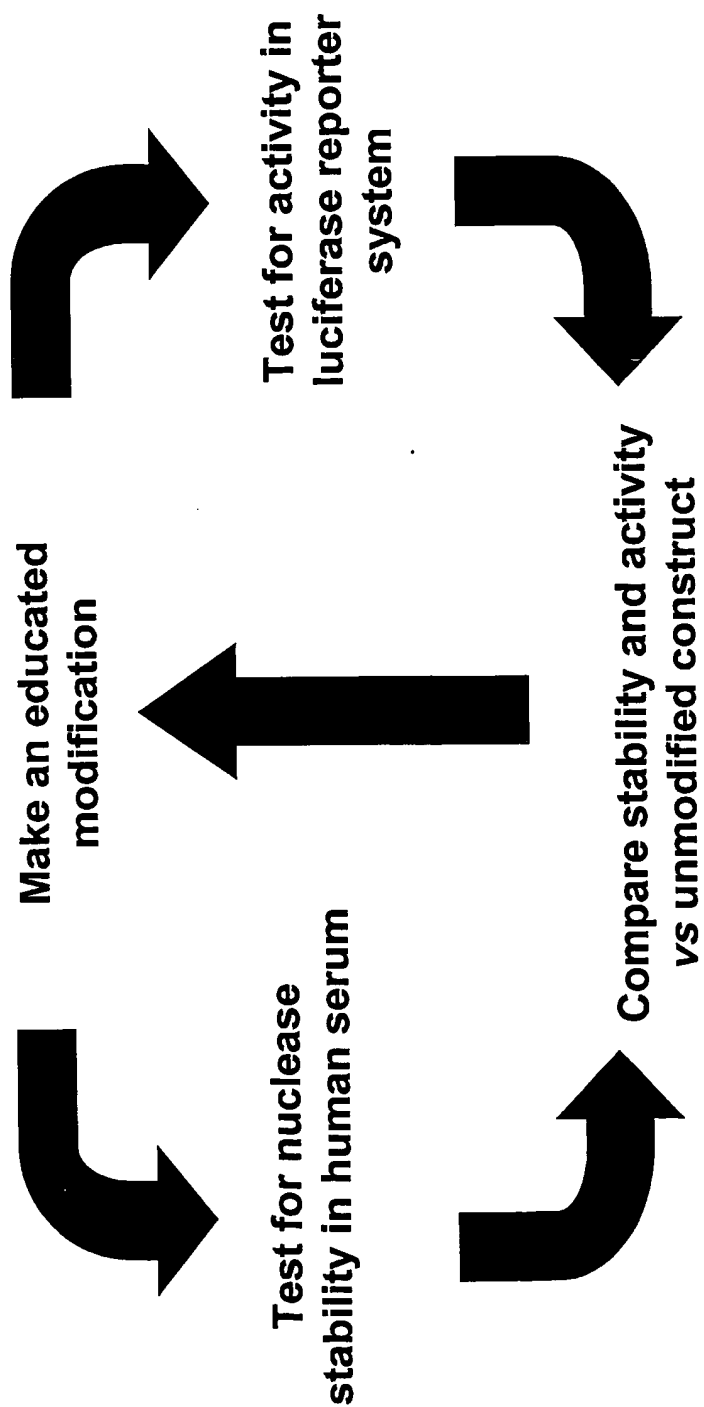 Make an educated
modification
Test for nuclease
stability in human serum
Test for activity in
luciferase reporter
system
Compare stability and activity
vs unmodified construct